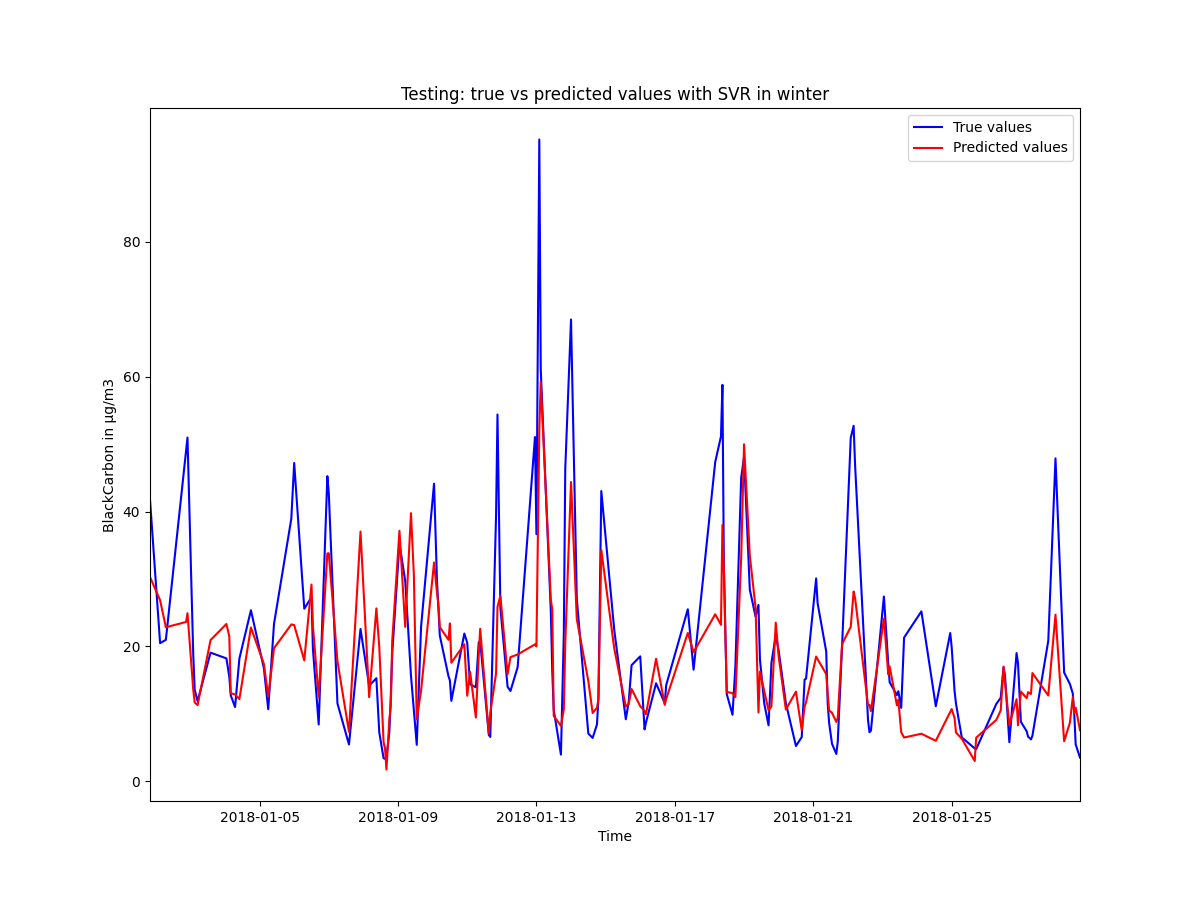 Testing: true vs predicted values with SVR in winter
True values
Predicted values
BlackCarbon in µg/m3
80
60
40
20
0
2018-01-05
2018-01-09
2018-01-13
2018-01-17
2018-01-21
2018-01-25
Time